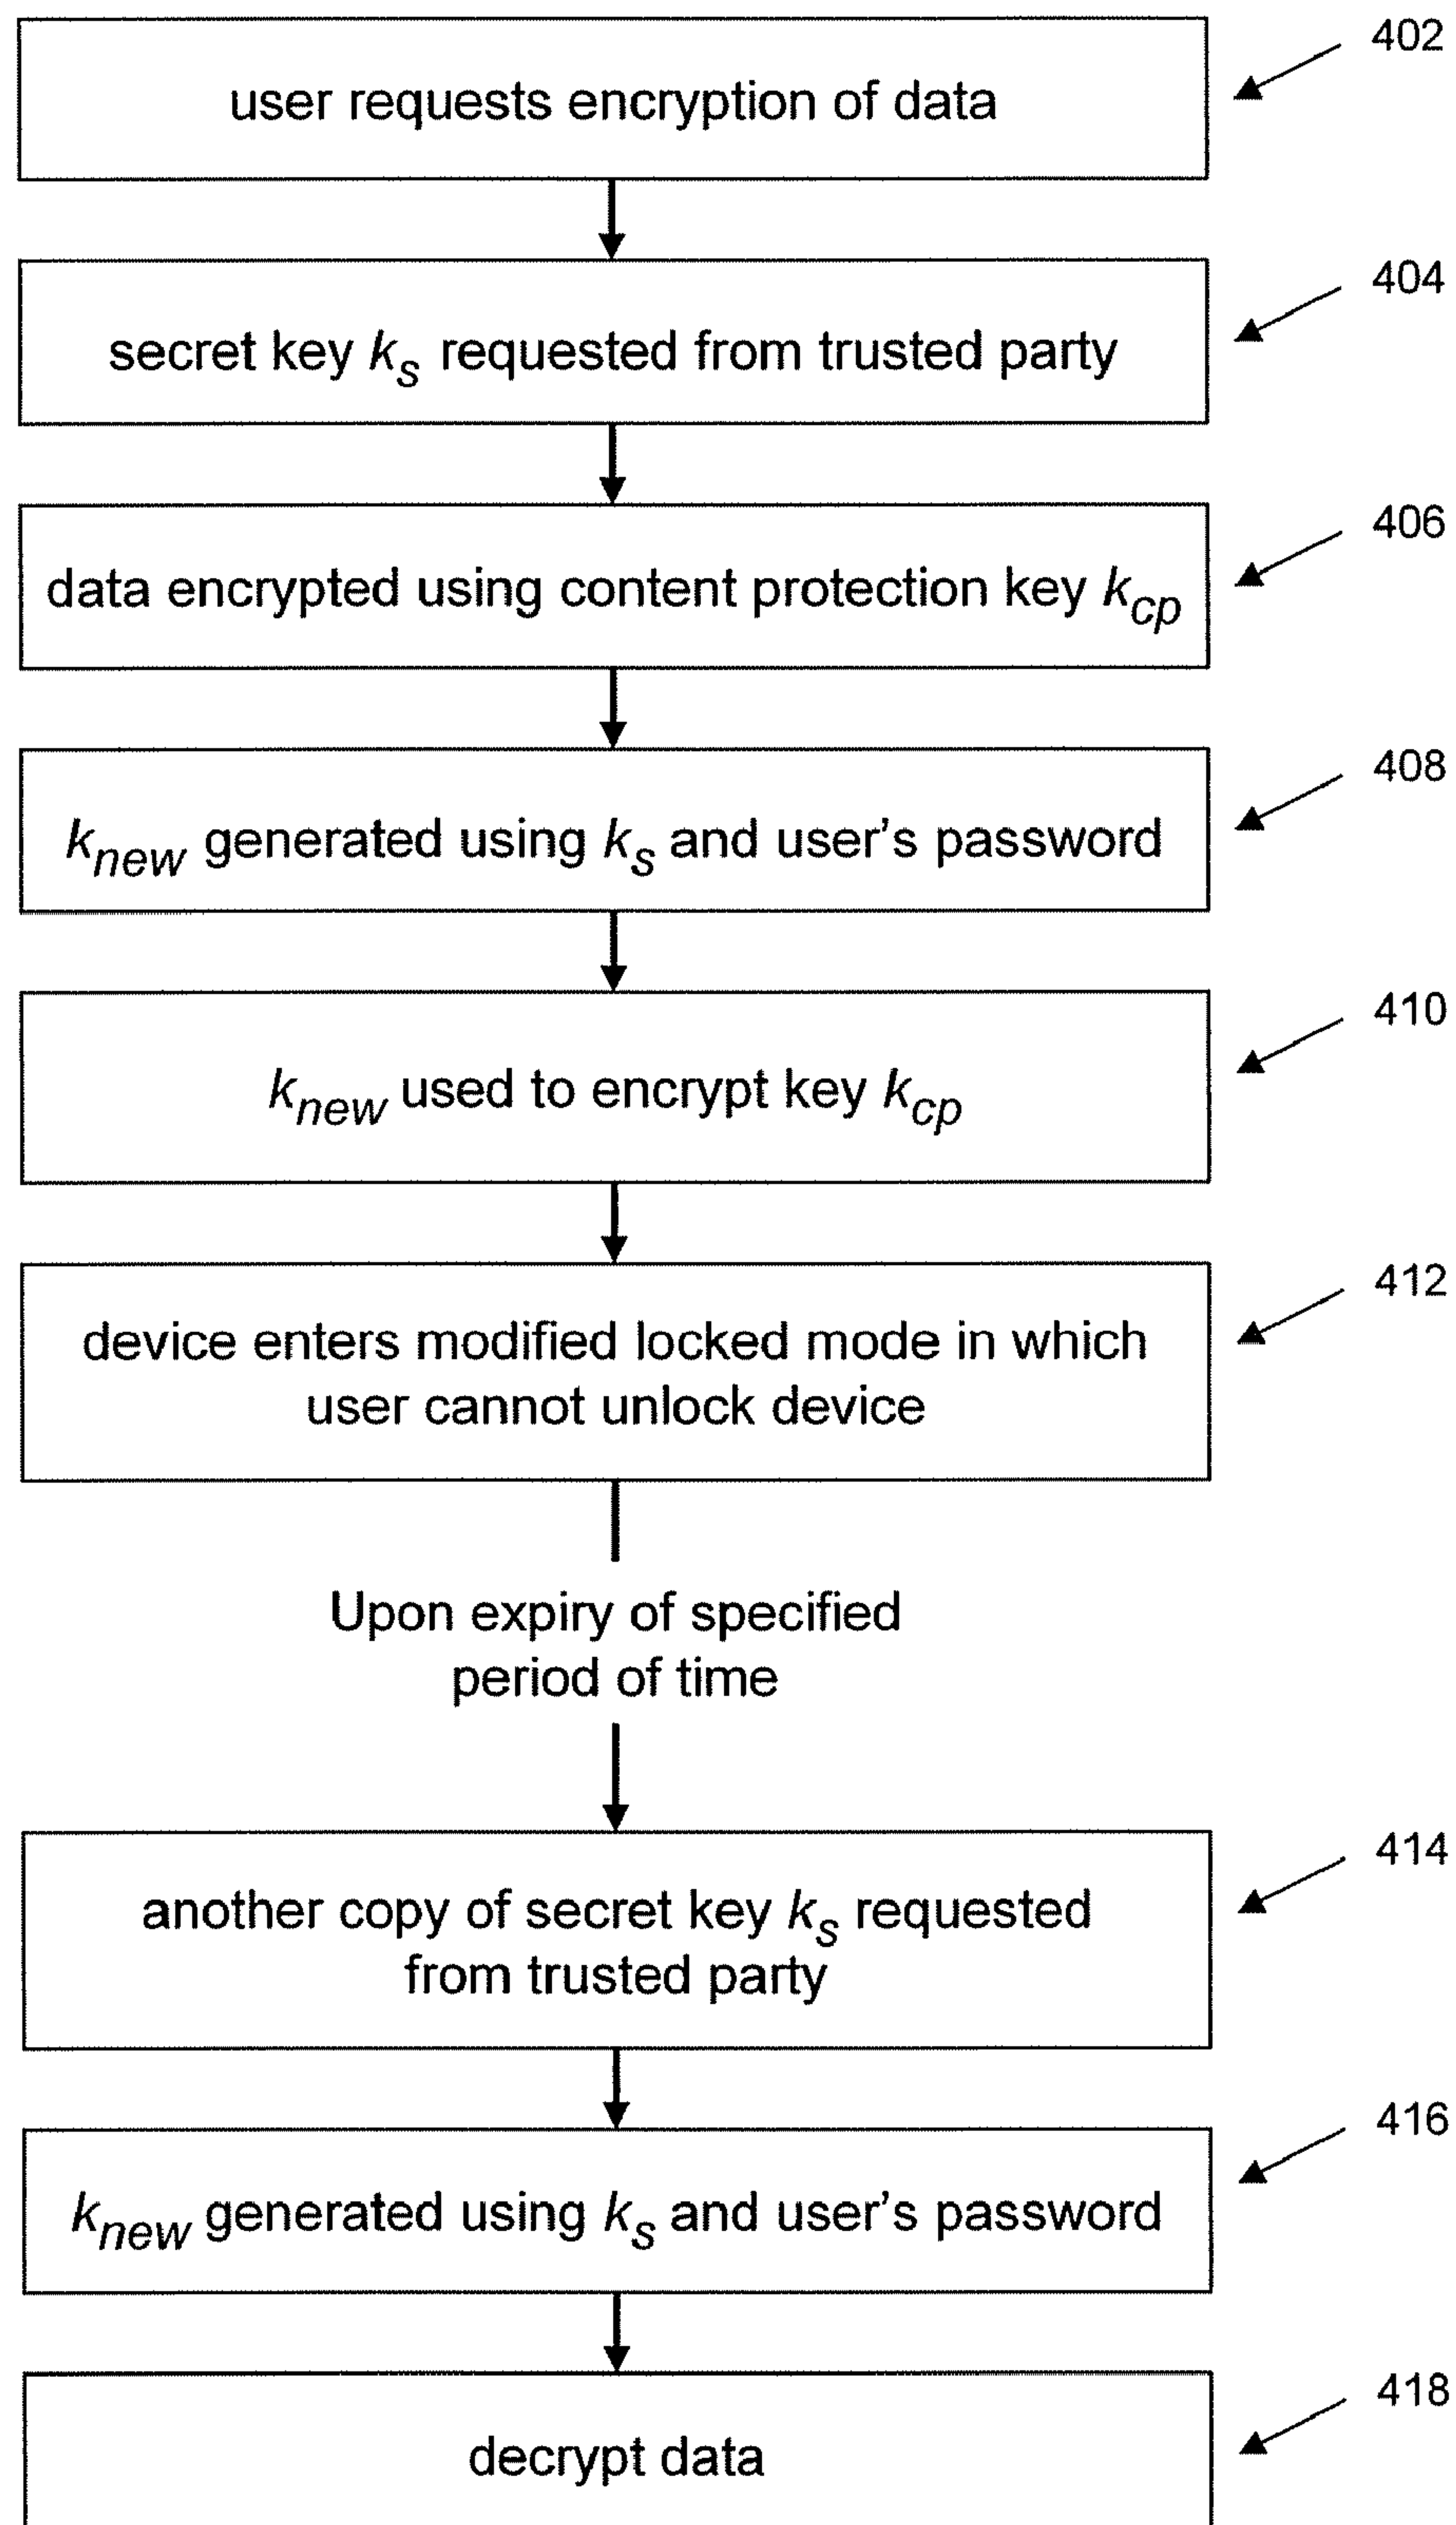 402
user requests encryption of data
404
secret key ks requested from trusted party
406
data encrypted using content protection key kcp
408
knew generated using ks and user's password
410
knew used to encrypt key kcp
412
device enters modified locked mode in which
user cannot unlock device
Upon expiry of specified
period of time
414
another copy of secret key ks requested
from trusted party
416
knew generated using ks and user's password
418
decrypt data